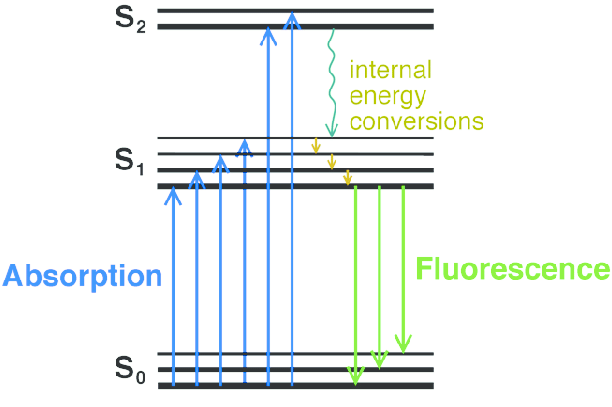 S2
internal
energy
conversions
S1
Absorption
Fluorescence
S0